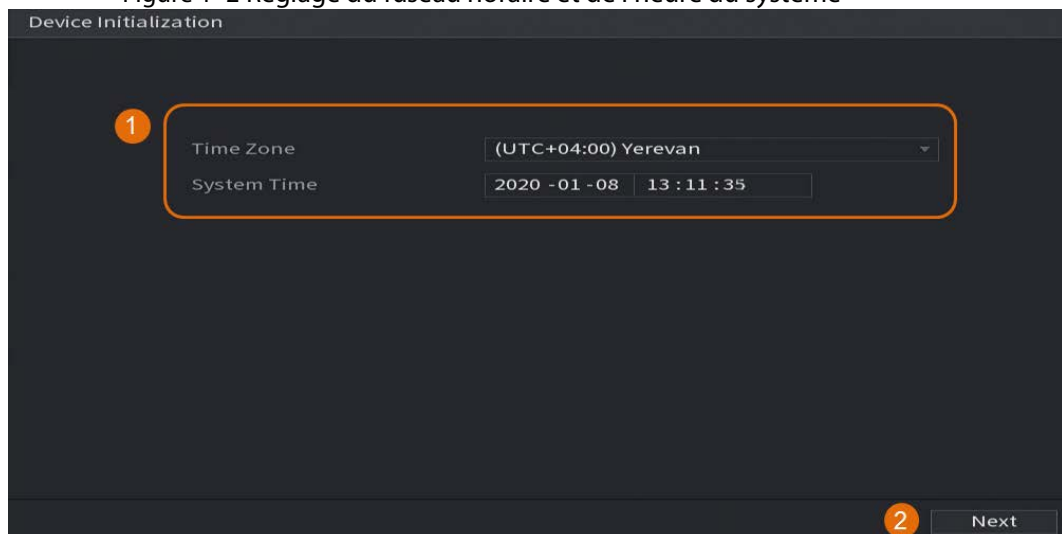 Figure 1-2 Réglage du fuseau horaire et de l'heure du système
Device Initialization
1
Time Zone (UTC+04:00) Yerevan
System Time 2020 -01 -08 13 : 11 : 35
2 Next